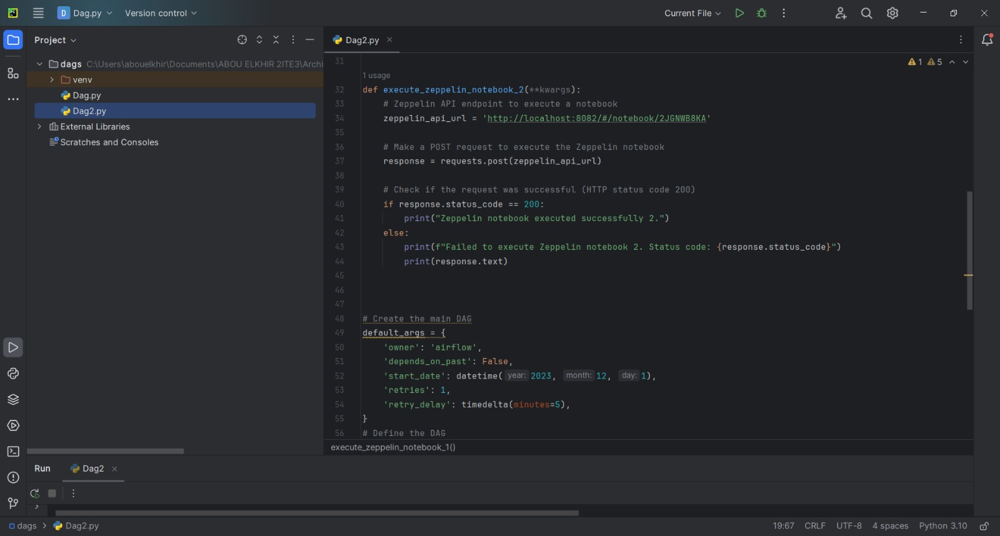 PC
D Dag.py
Version control
Current File
Project
Dag2.py
dags C:\Users\abouelkhir\Documents\ABOU ELKHIR 2ITE3\Archi
venv
Dag.py
Dag2.py
External Libraries
Scratches and Consoles
1 5
31
1 usage
32 def execute_zeppelin_notebook_2(**kwargs):
33 # Zeppelin API endpoint to execute a notebook
34 zeppelin_api_url = 'http://localhost:8082/#/notebook/2JGNWB8KA'
35
36 # Make a POST request to execute the Zeppelin notebook
37 response = requests.post(zeppelin_api_url)
38
39 # Check if the request was successful (HTTP status code 200)
40 if response.status_code == 200:
41 print("Zeppelin notebook executed successfully 2.")
42 else:
43 print(f"Failed to execute Zeppelin notebook 2. Status code: {response.status_code}")
44 print(response.text)
45
46
47
48 # Create the main DAG
49 default_args = {
50 'owner': 'airflow',
51 'depends_on_past': False,
52 'start_date': datetime( year: 2023, month: 12, day: 1),
53 'retries': 1,
54 'retry_delay': timedelta(minutes=5),
55 }
56 # Define the DAG
execute_zeppelin_notebook_1()
Run
Dag2
dags > Dag2.py
19:67 CRLF UTF-8 4 spaces Python 3.10